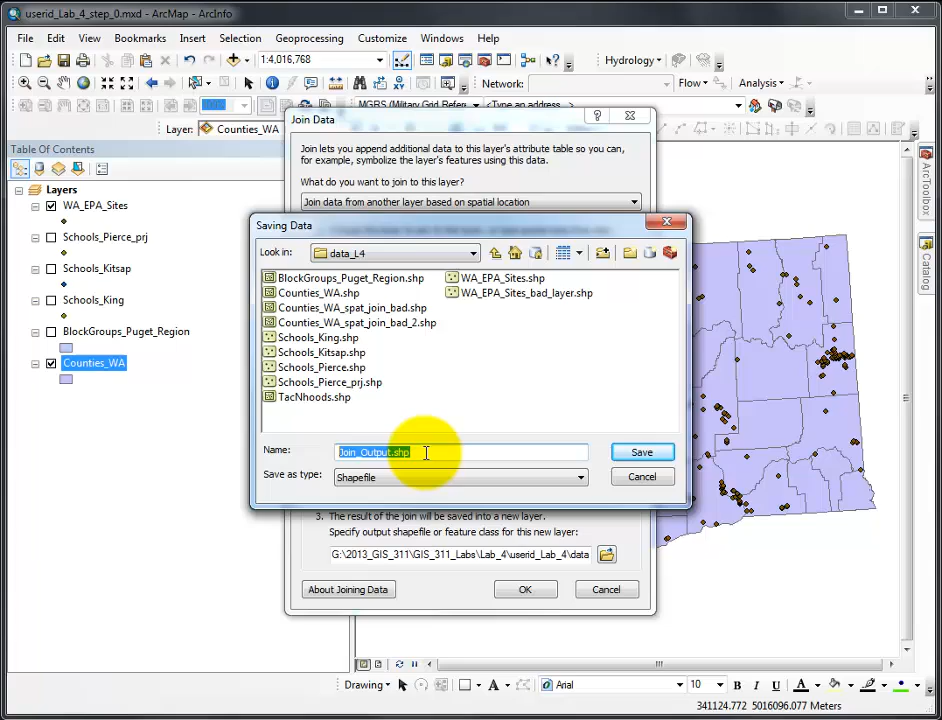 userid_Lab_4_step_0.mxd - ArcMap - ArcInfo
File Edit View Bookmarks Insert Selection Geoprocessing Customize Windows Help
1:4,016,768
Hydrology
Network:
Flow
Analysis
100%
MGRS (Military Grid Refere
<Type an address
Layer: Counties_WA
Table Of Contents
Layers
WA_EPA_Sites
Schools_Pierce_prj
Schools_Kitsap
Schools_King
BlockGroups_Puget_Region
Counties_WA
Join Data
Join lets you append additional data to this layer's attribute table so you can,
for example, symbolize the layer's features using this data.
What do you want to join to this layer?
Join data from another layer based on spatial location
Saving Data
Look in: data_L4
BlockGroups_Puget_Region.shp
Counties_WA.shp
Counties_WA_spat_join_bad.shp
Counties_WA_spat_join_bad_2.shp
Schools_King.shp
Schools_Kitsap.shp
Schools_Pierce.shp
Schools_Pierce_prj.shp
TacNhoods.shp
WA_EPA_Sites.shp
WA_EPA_Sites_bad_layer.shp
Name: Join_Output.shp
Save
Save as type: Shapefile
Cancel
3. The result of the join will be saved into a new layer.
Specify output shapefile or feature class for this new layer:
G:\2013_GIS_311\GIS_311_Labs\Lab_4\userid_Lab_4\data
About Joining Data
OK
Cancel
ArcToolbox
Catalog
Drawing
Arial
10
B I U A
341124.772 5016096.077 Meters